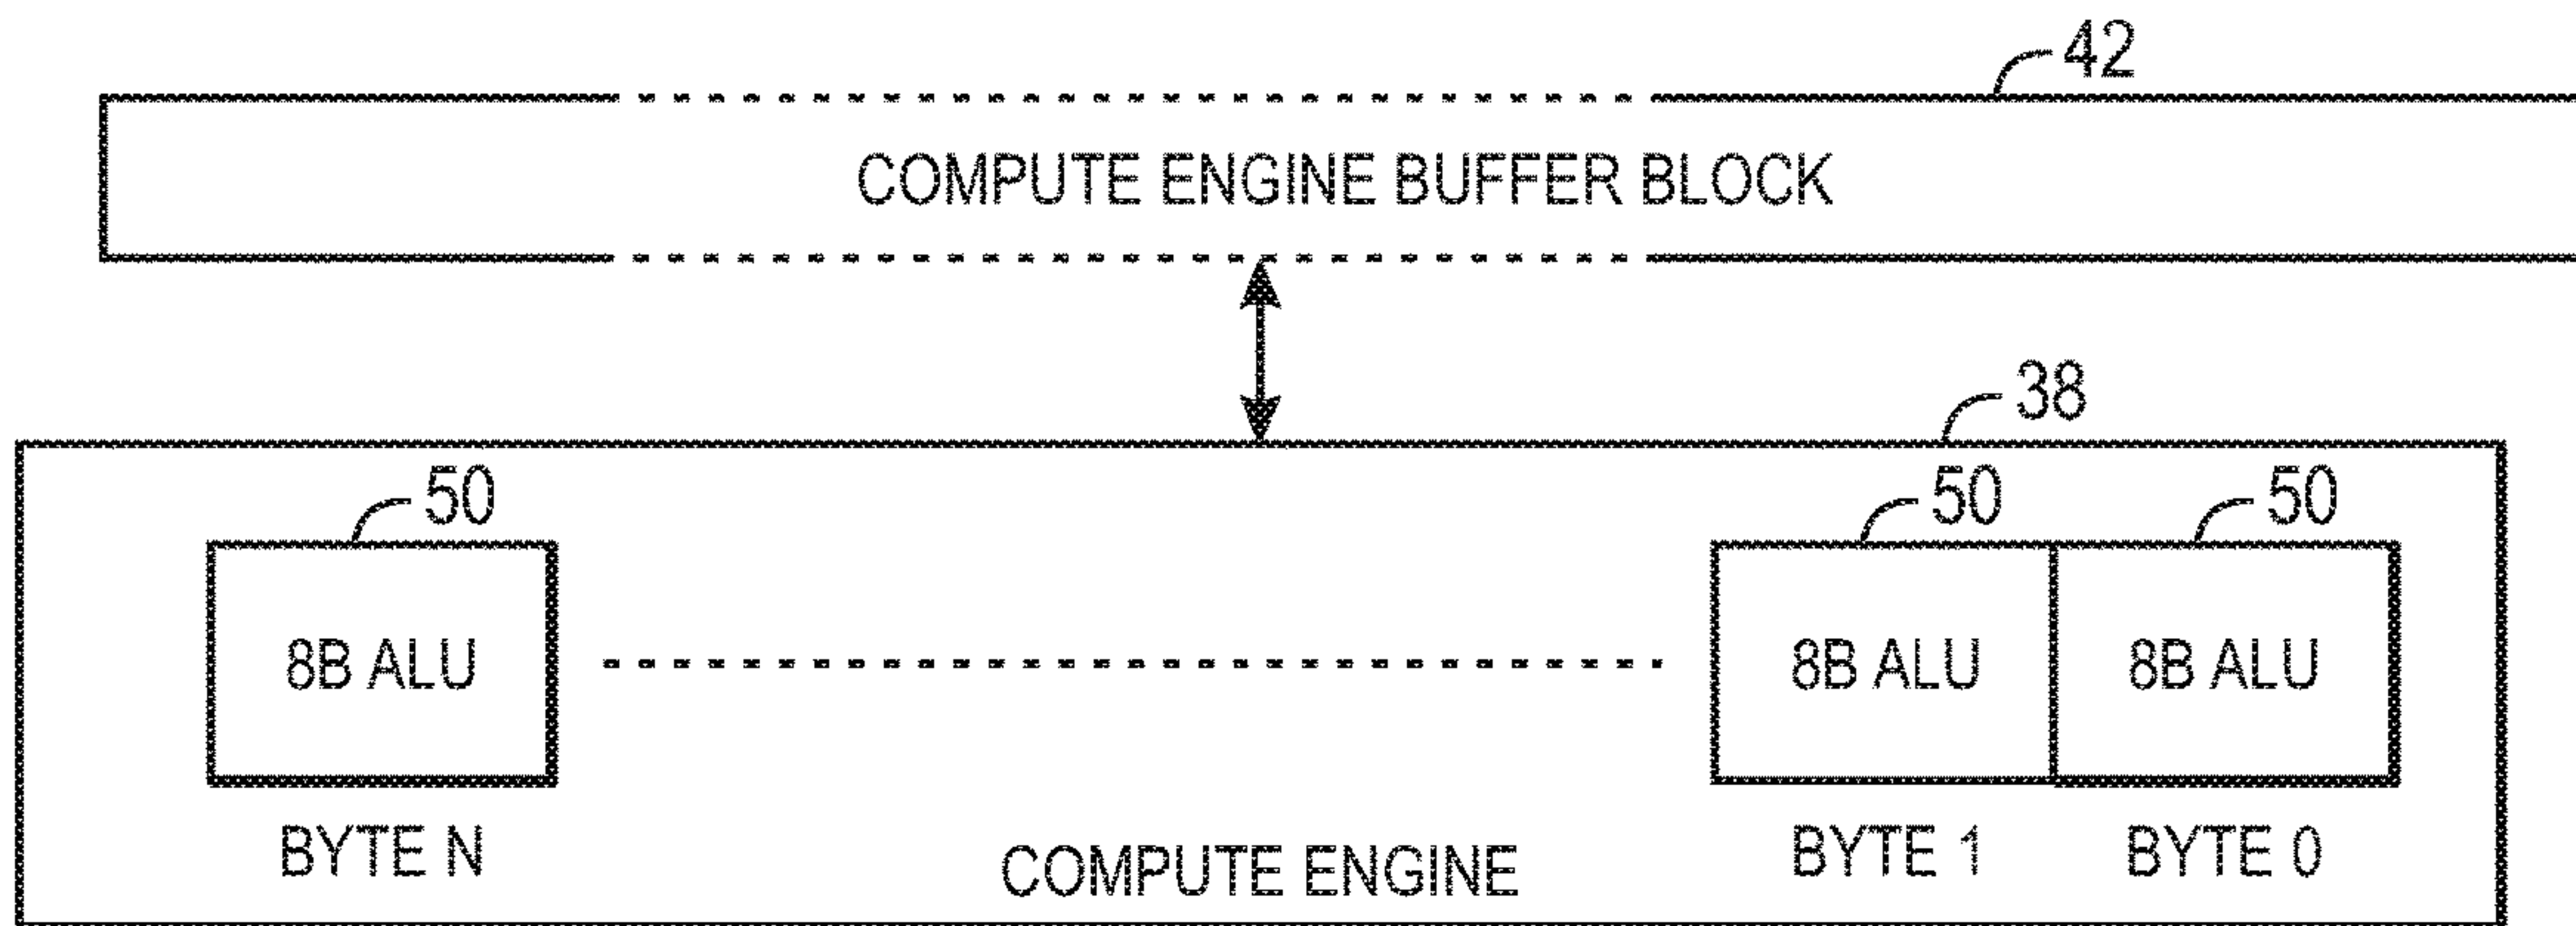 42
COMPUTE ENGINE BUFFER BLOCK
38
50 50 50
8B ALU 8B ALU 8B ALU
BYTE N BYTE 1 BYTE 0
COMPUTE ENGINE